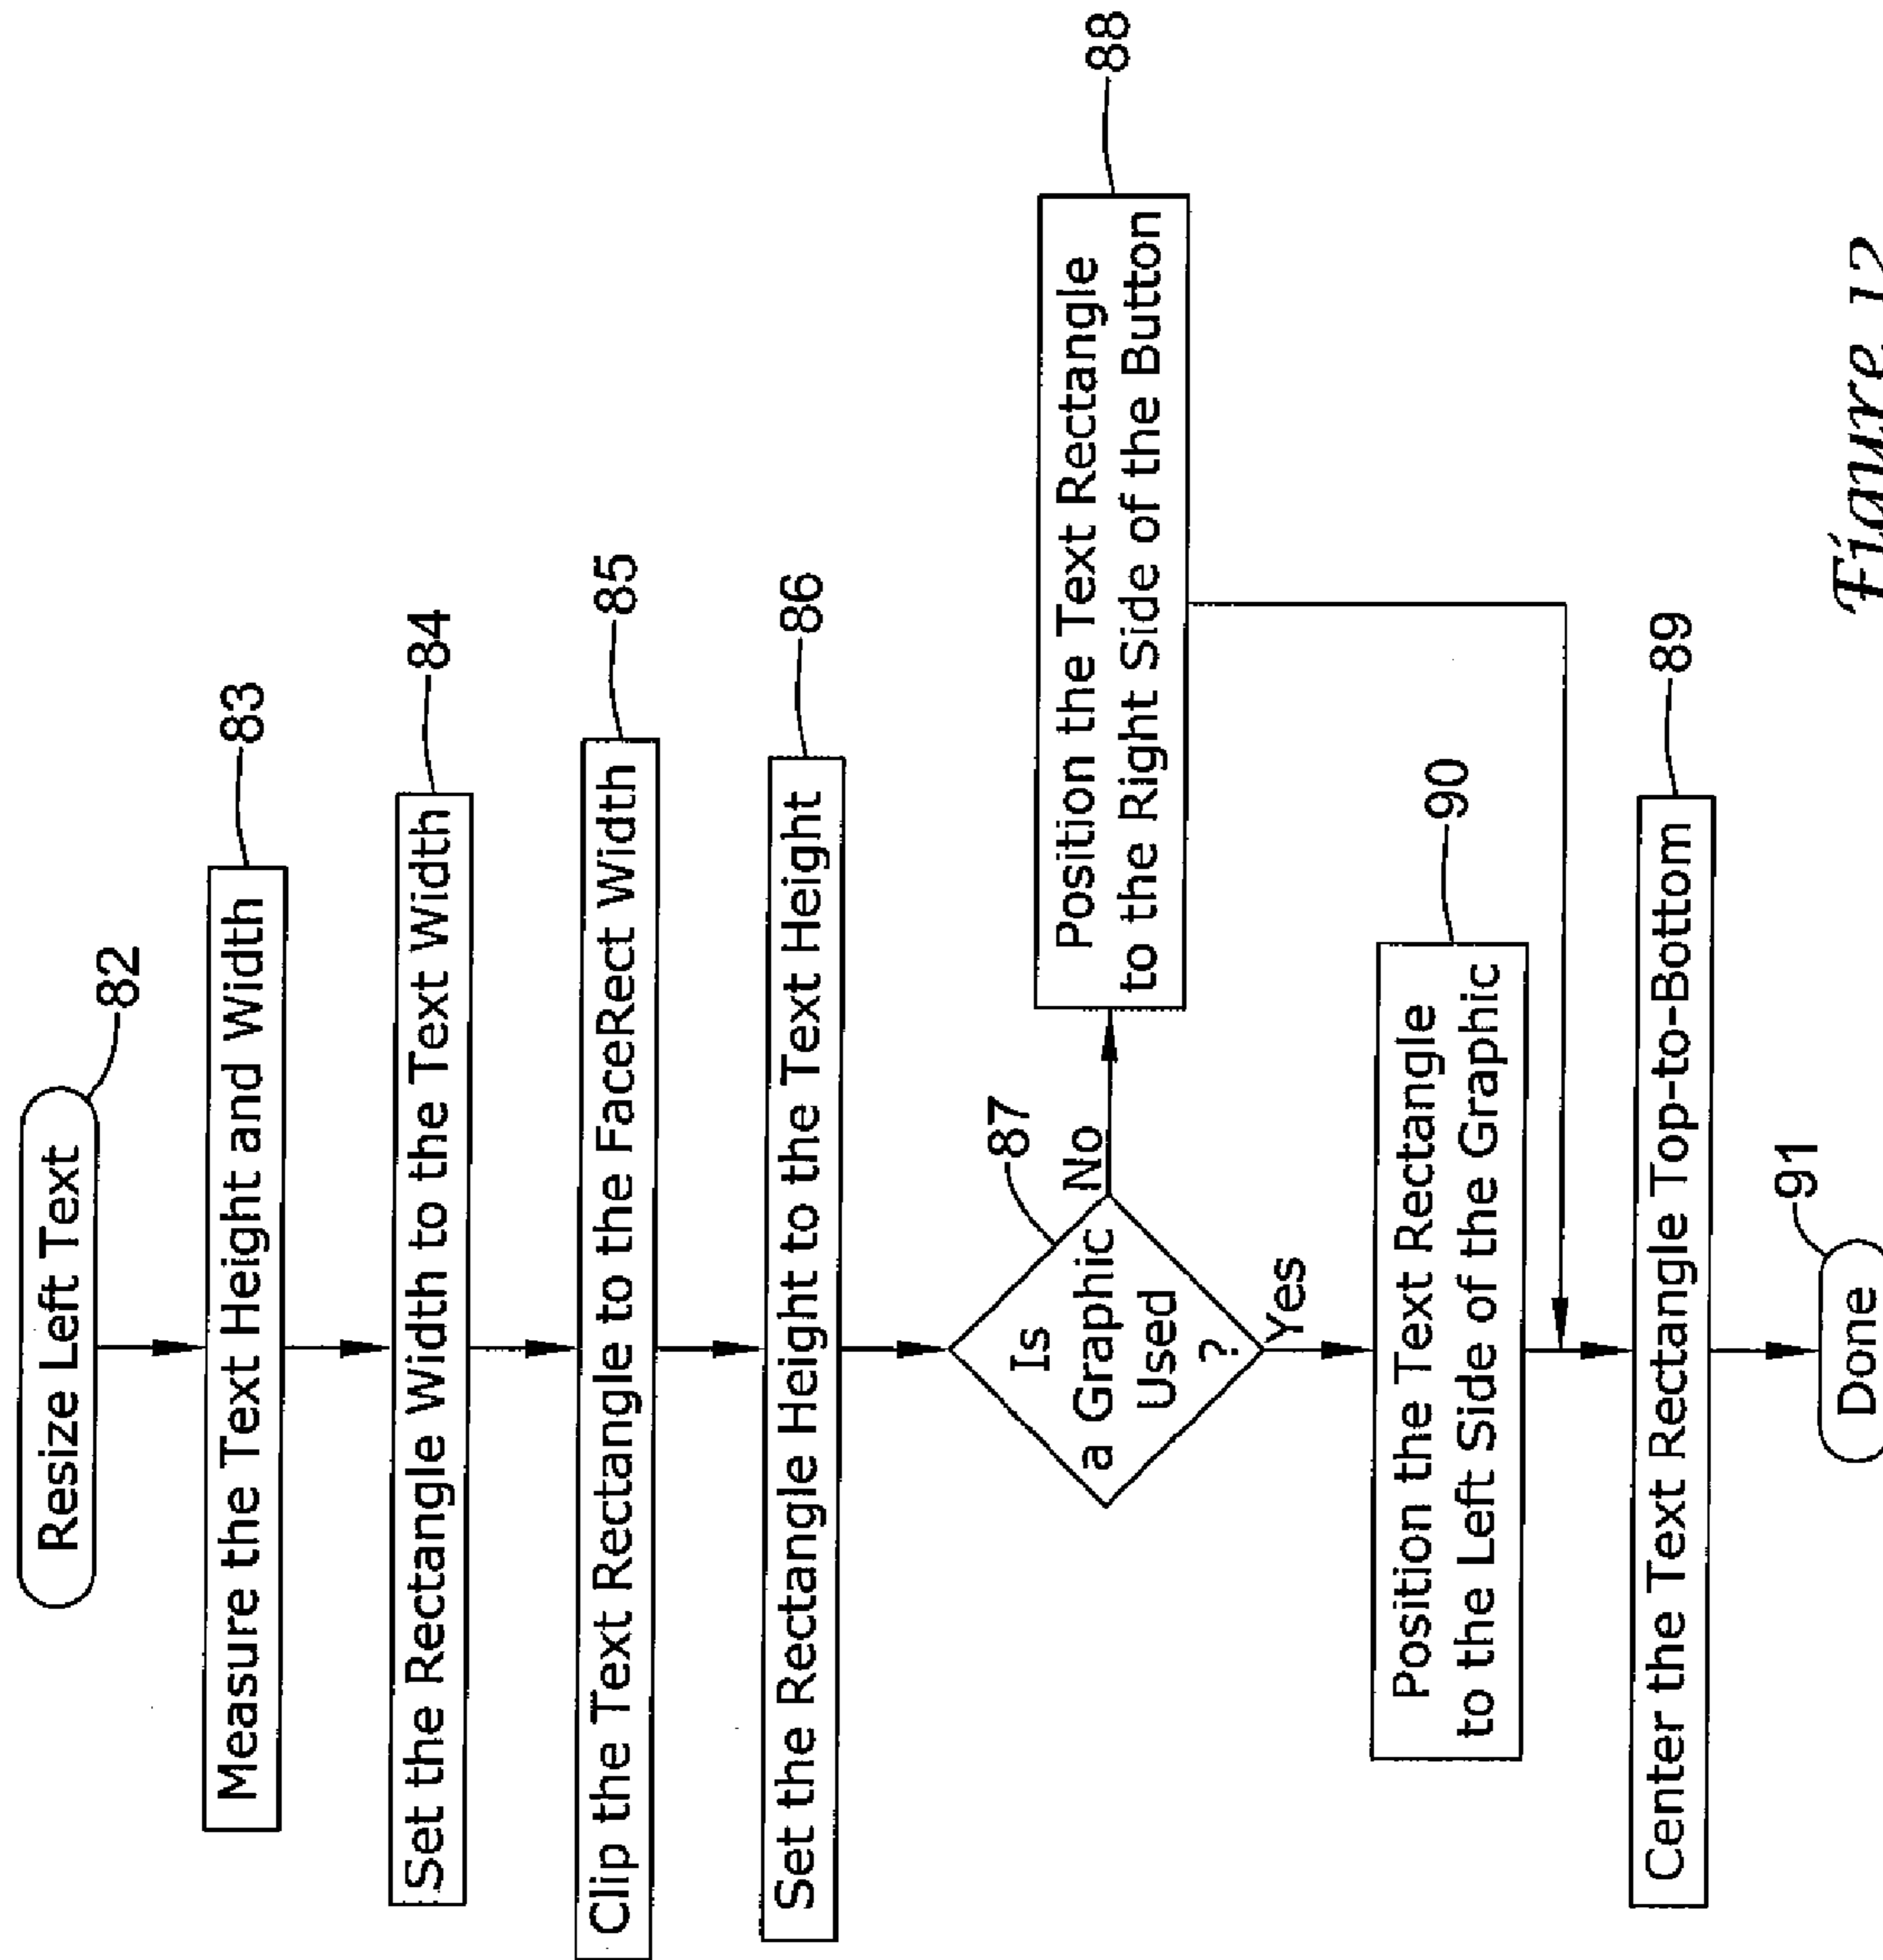 Resize Left Text
82
Measure the Text Height and Width
83
Set the Rectangle Width to the Text Width
84
Clip the Text Rectangle to the FaceRect Width
85
Set the Rectangle Height to the Text Height
86
Is
a Graphic
Used
?
87
No
Yes
Position the Text Rectangle
to the Right Side of the Button
88
Position the Text Rectangle
to the Left Side of the Graphic
90
Center the Text Rectangle Top-to-Bottom
89
Done
91
Figure 12